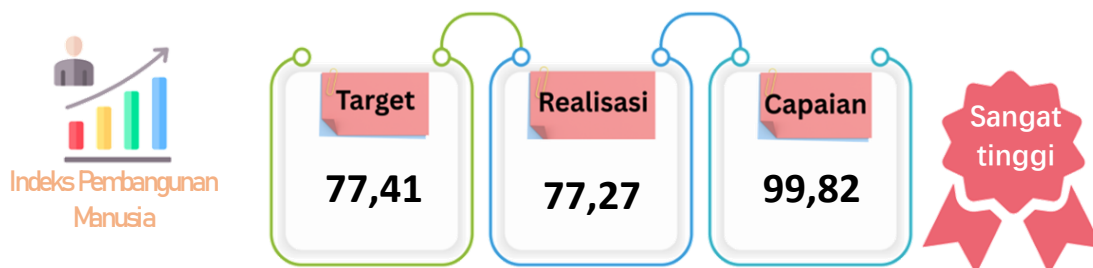 Indeks Pembangunan
Manusia
Target
77,41
Realisasi
77,27
Capaian
99,82
Sangat
tinggi